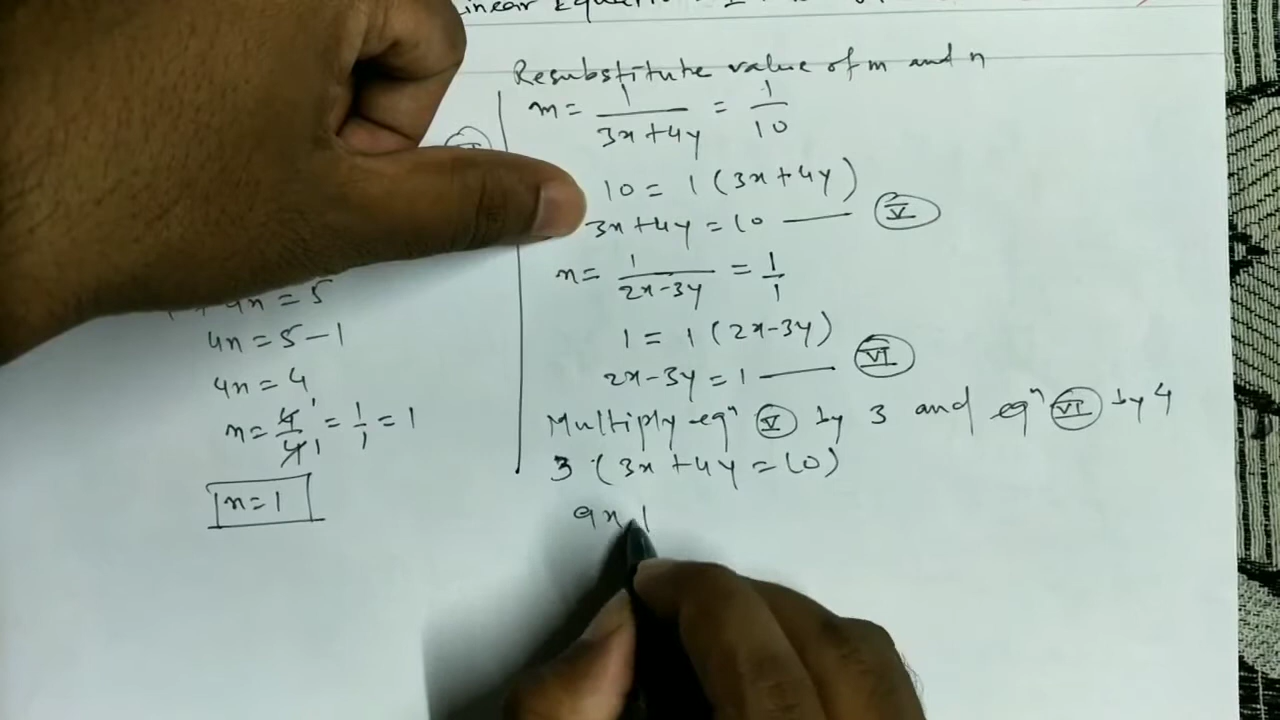 Linear Equation
4n = 5
4n = 5 - 1
4n = 4
n = 4/4 = 1/1 = 1
n = 1
Resubstitute value of m and n
m = 1/(3x+4y) = 1/10
10 = 1 (3x+4y)
3x+4y = 10 —— V
n = 1/(2x-3y) = 1/1
1 = 1 (2x-3y)
2x-3y = 1 —— VI
Multiply eqn V by 3 and eqn VI by 4
3 (3x + 4y = 10)
9x